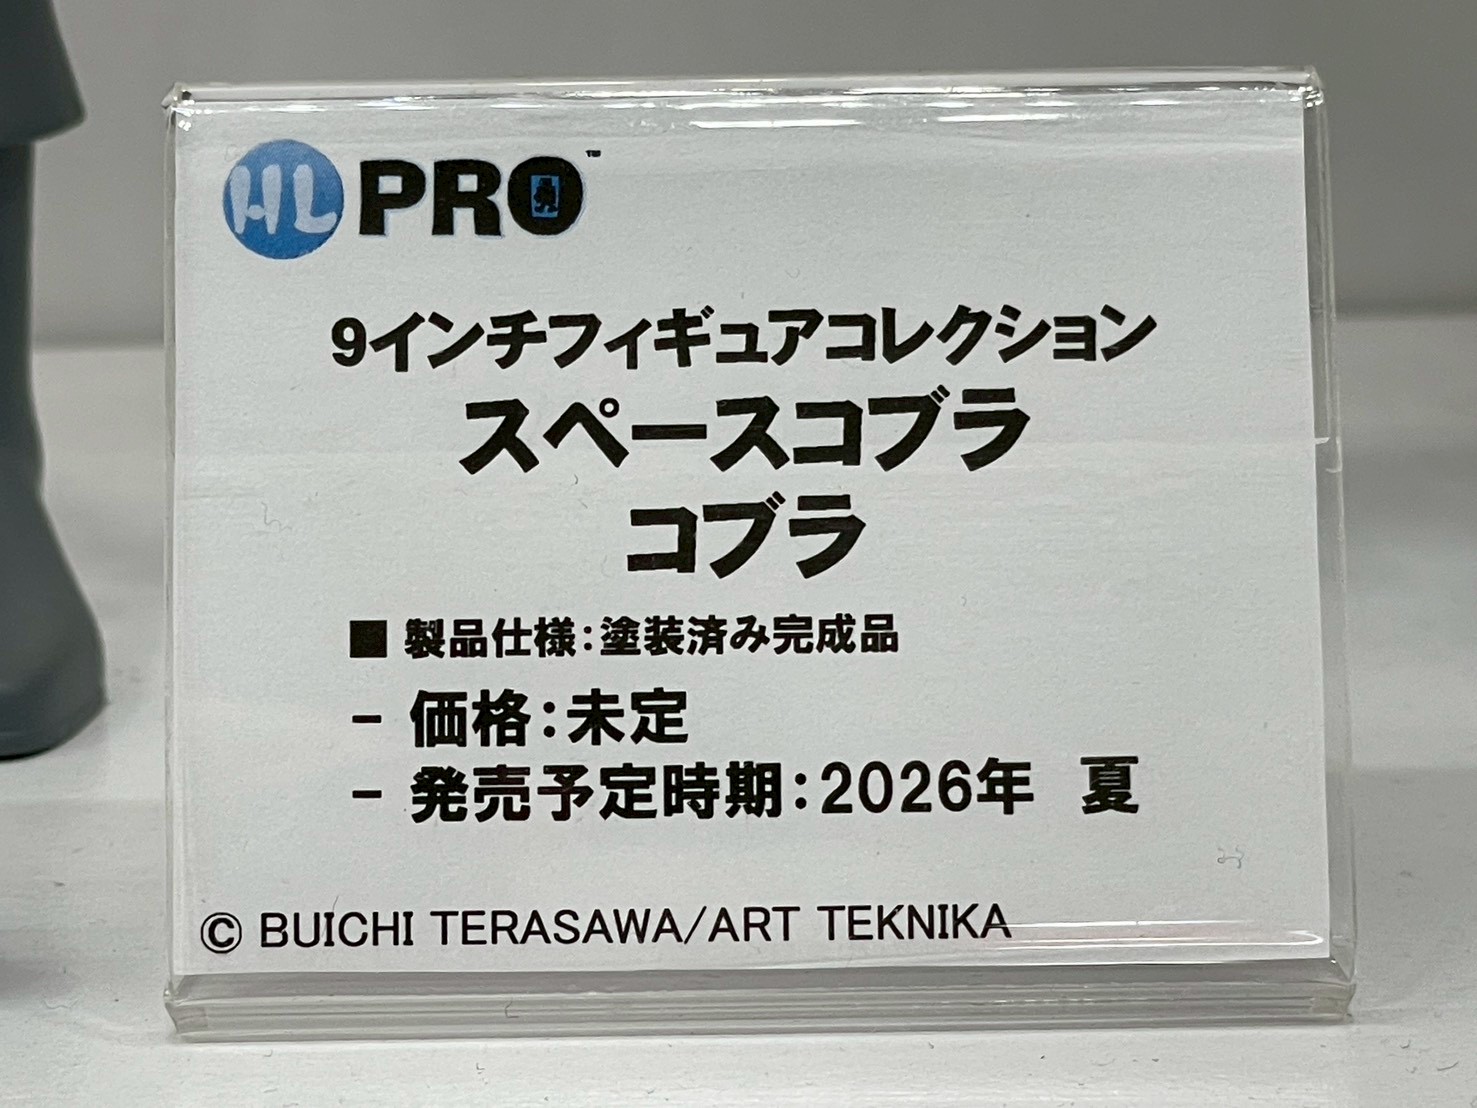 HL PRO™
9インチフィギュアコレクション
スペースコブラ
コブラ
■ 製品仕様：塗装済み完成品
- 価格：未定
- 発売予定時期：2026年 夏
© BUICHI TERASAWA/ART TEKNIKA